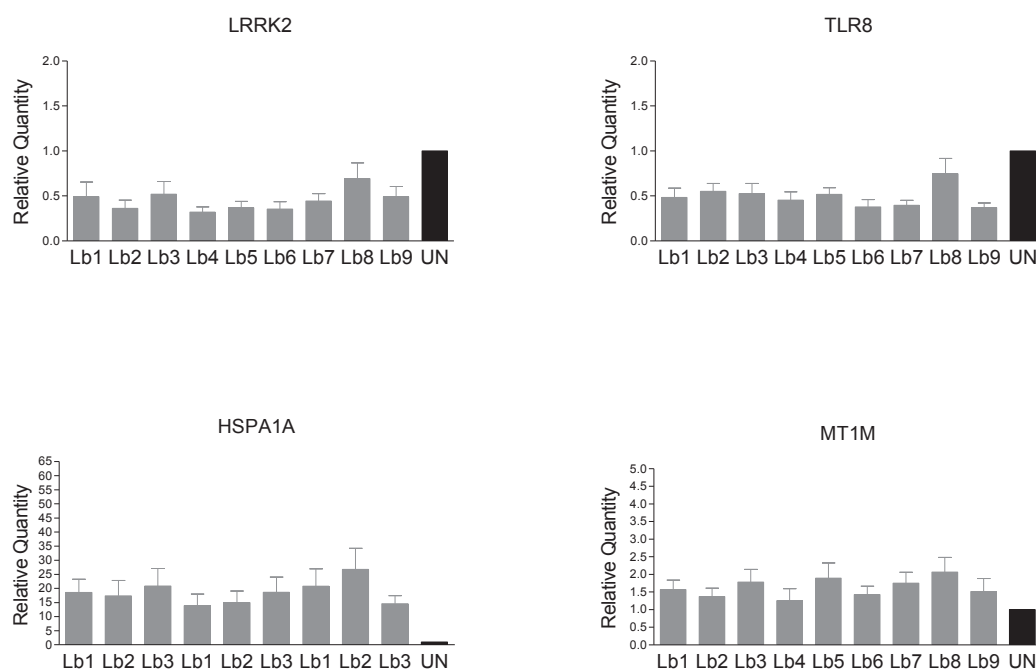 LRRK2
Relative Quantity
2.0
1.5
1.0
0.5
0.0
Lb1 Lb2 Lb3 Lb4 Lb5 Lb6 Lb7 Lb8 Lb9 UN
TLR8
Relative Quantity
2.0
1.5
1.0
0.5
0.0
Lb1 Lb2 Lb3 Lb4 Lb5 Lb6 Lb7 Lb8 Lb9 UN
HSPA1A
Relative Quantity
65
60
55
50
45
40
35
30
25
20
15
10
5
0
Lb1 Lb2 Lb3 Lb1 Lb2 Lb3 Lb1 Lb2 Lb3 UN
MT1M
Relative Quantity
5.0
4.5
4.0
3.5
3.0
2.5
2.0
1.5
1.0
0.5
0.0
Lb1 Lb2 Lb3 Lb4 Lb5 Lb6 Lb7 Lb8 Lb9 UN